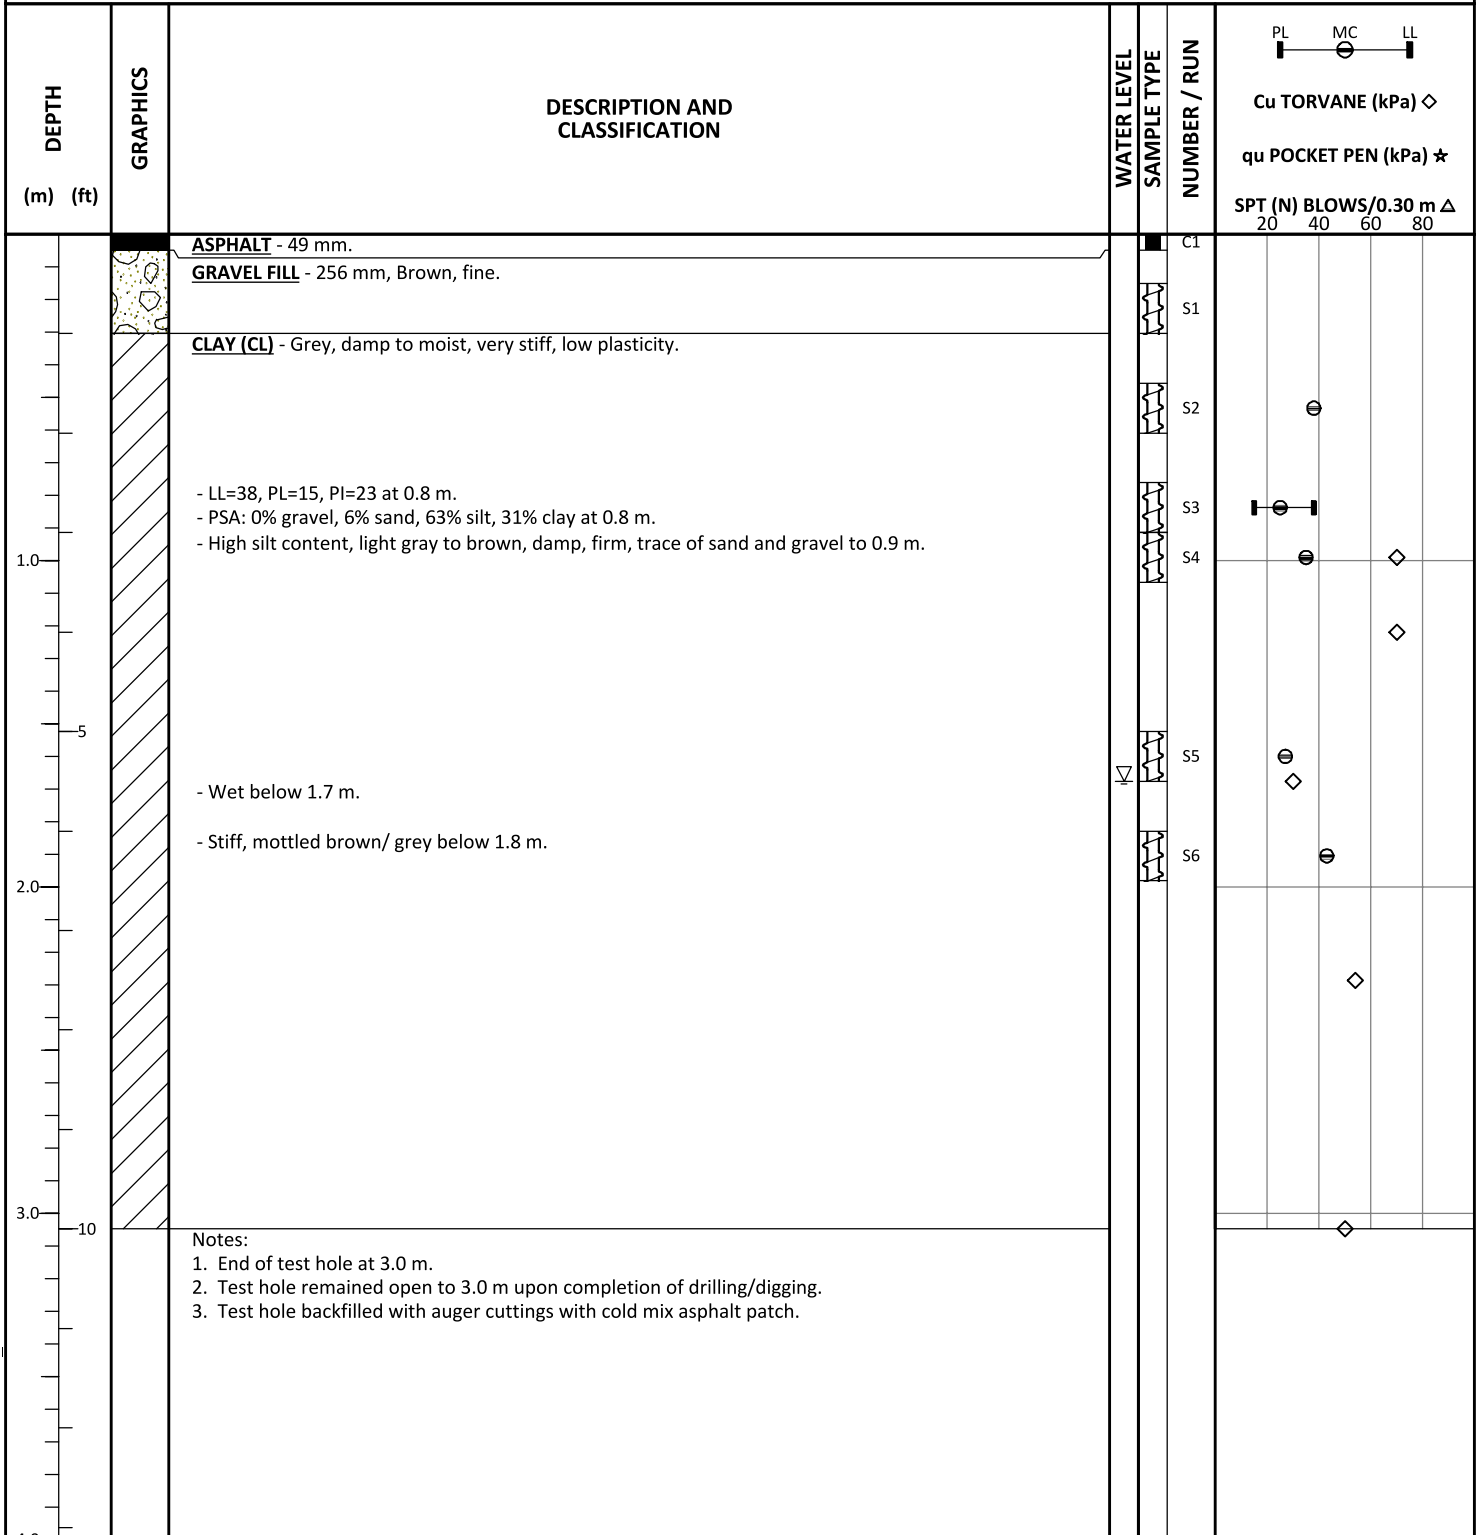 DEPTH
(m) (ft)
GRAPHICS
DESCRIPTION AND
CLASSIFICATION
WATER LEVEL
SAMPLE TYPE
NUMBER / RUN
PL MC LL
Cu TORVANE (kPa)
qu POCKET PEN (kPa)
SPT (N) BLOWS/0.30 m
20 40 60 80
ASPHALT - 49 mm.
C1
GRAVEL FILL - 256 mm, Brown, fine.
S1
CLAY (CL) - Grey, damp to moist, very stiff, low plasticity.
S2
- LL=38, PL=15, PI=23 at 0.8 m.
S3
- PSA: 0% gravel, 6% sand, 63% silt, 31% clay at 0.8 m.
- High silt content, light gray to brown, damp, firm, trace of sand and gravel to 0.9 m.
1.0
S4
5
S5
- Wet below 1.7 m.
- Stiff, mottled brown/ grey below 1.8 m.
S6
2.0
3.0
10
Notes:
1. End of test hole at 3.0 m.
2. Test hole remained open to 3.0 m upon completion of drilling/digging.
3. Test hole backfilled with auger cuttings with cold mix asphalt patch.